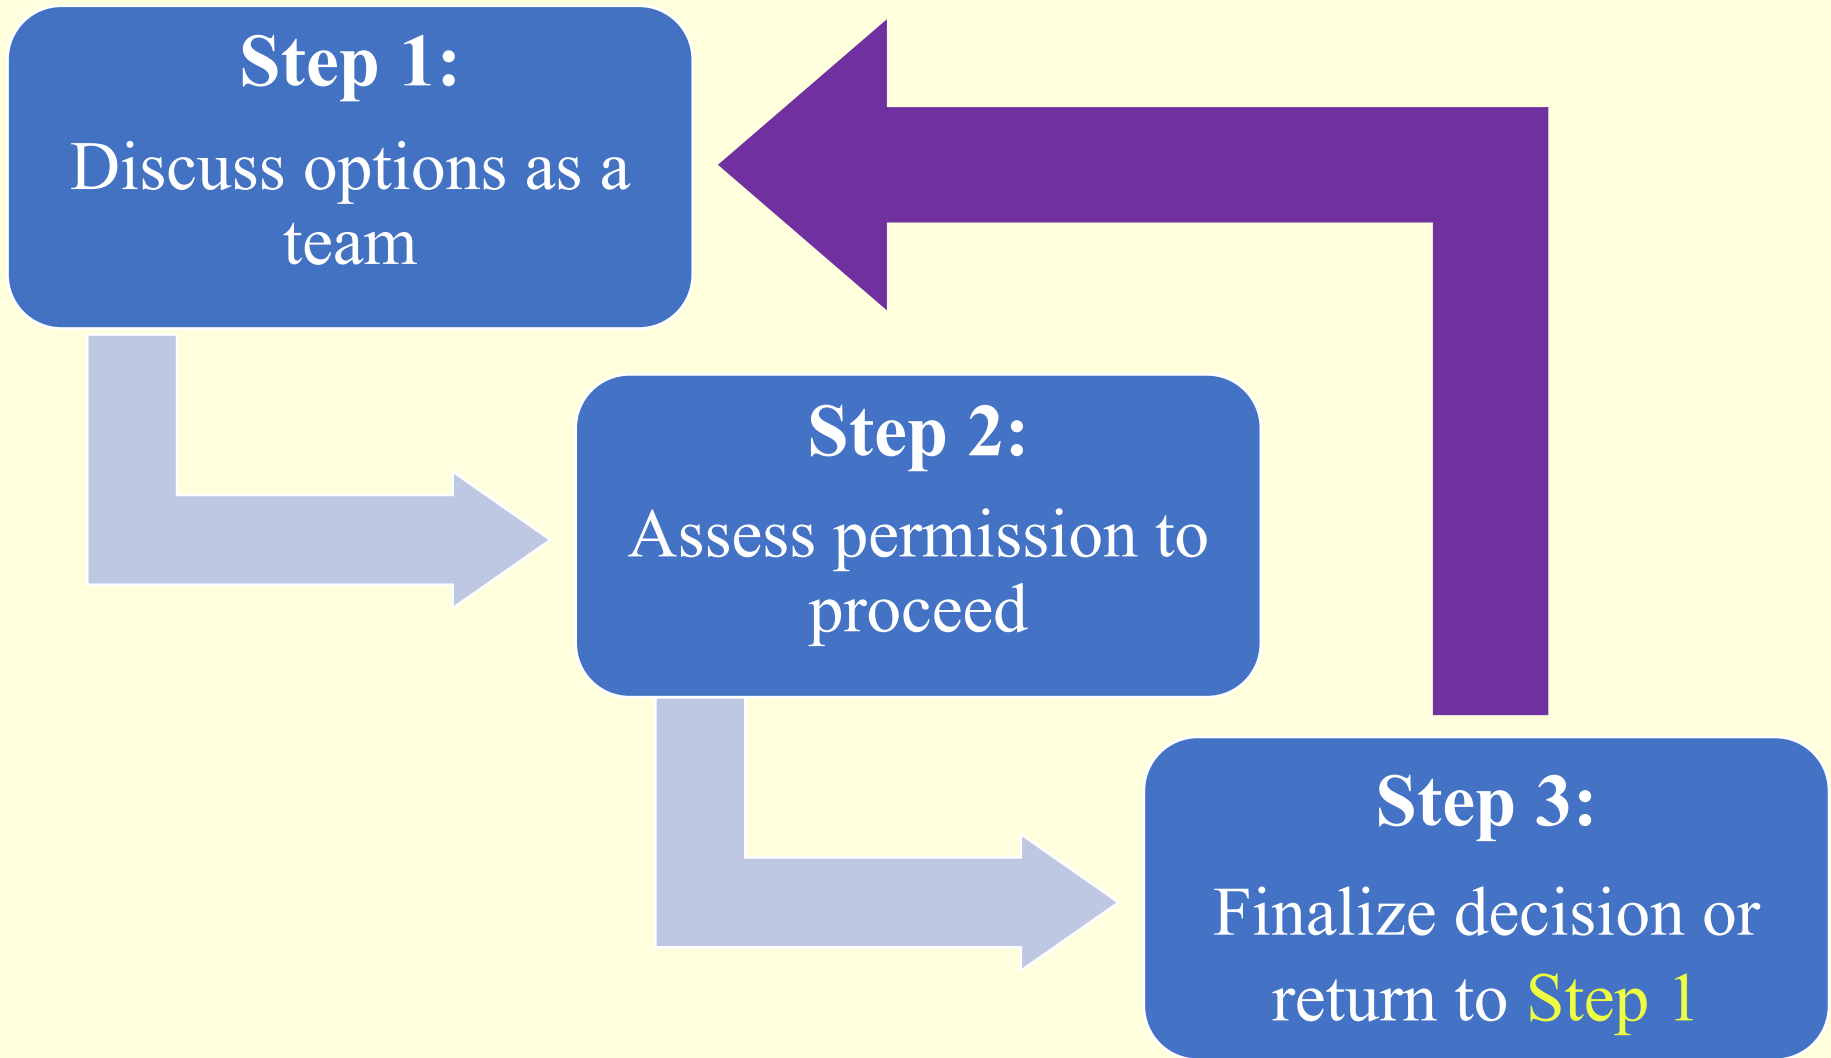 Step 1:
Discuss options as a
team
Step 2:
Assess permission to
proceed
Step 3:
Finalize decision or
return to Step 1